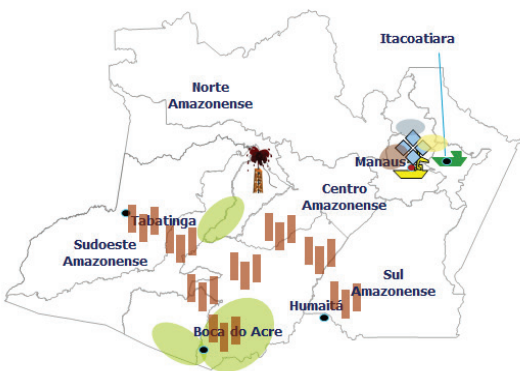 Itacoatiara
Norte
Amazonense
Manaus
Centro
Amazonense
Tabatinga
Sudoeste
Amazonense
Sul
Amazonense
Humaitá
Boca do Acre